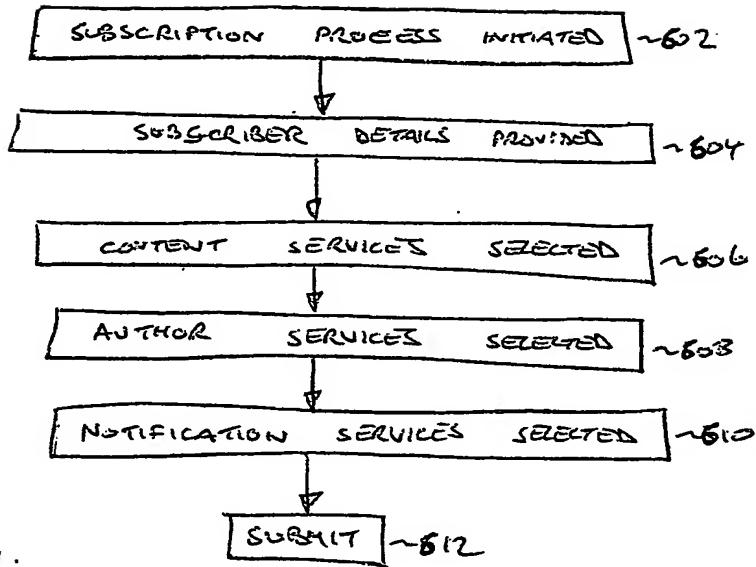 SUBSCRIPTION PROCESS INITIATED ~602
SUBSCRIBER DETAILS PROVIDED ~604
CONTENT SERVICES SELECTED ~606
AUTHOR SERVICES SELECTED ~608
NOTIFICATION SERVICES SELECTED ~610
SUBMIT ~612